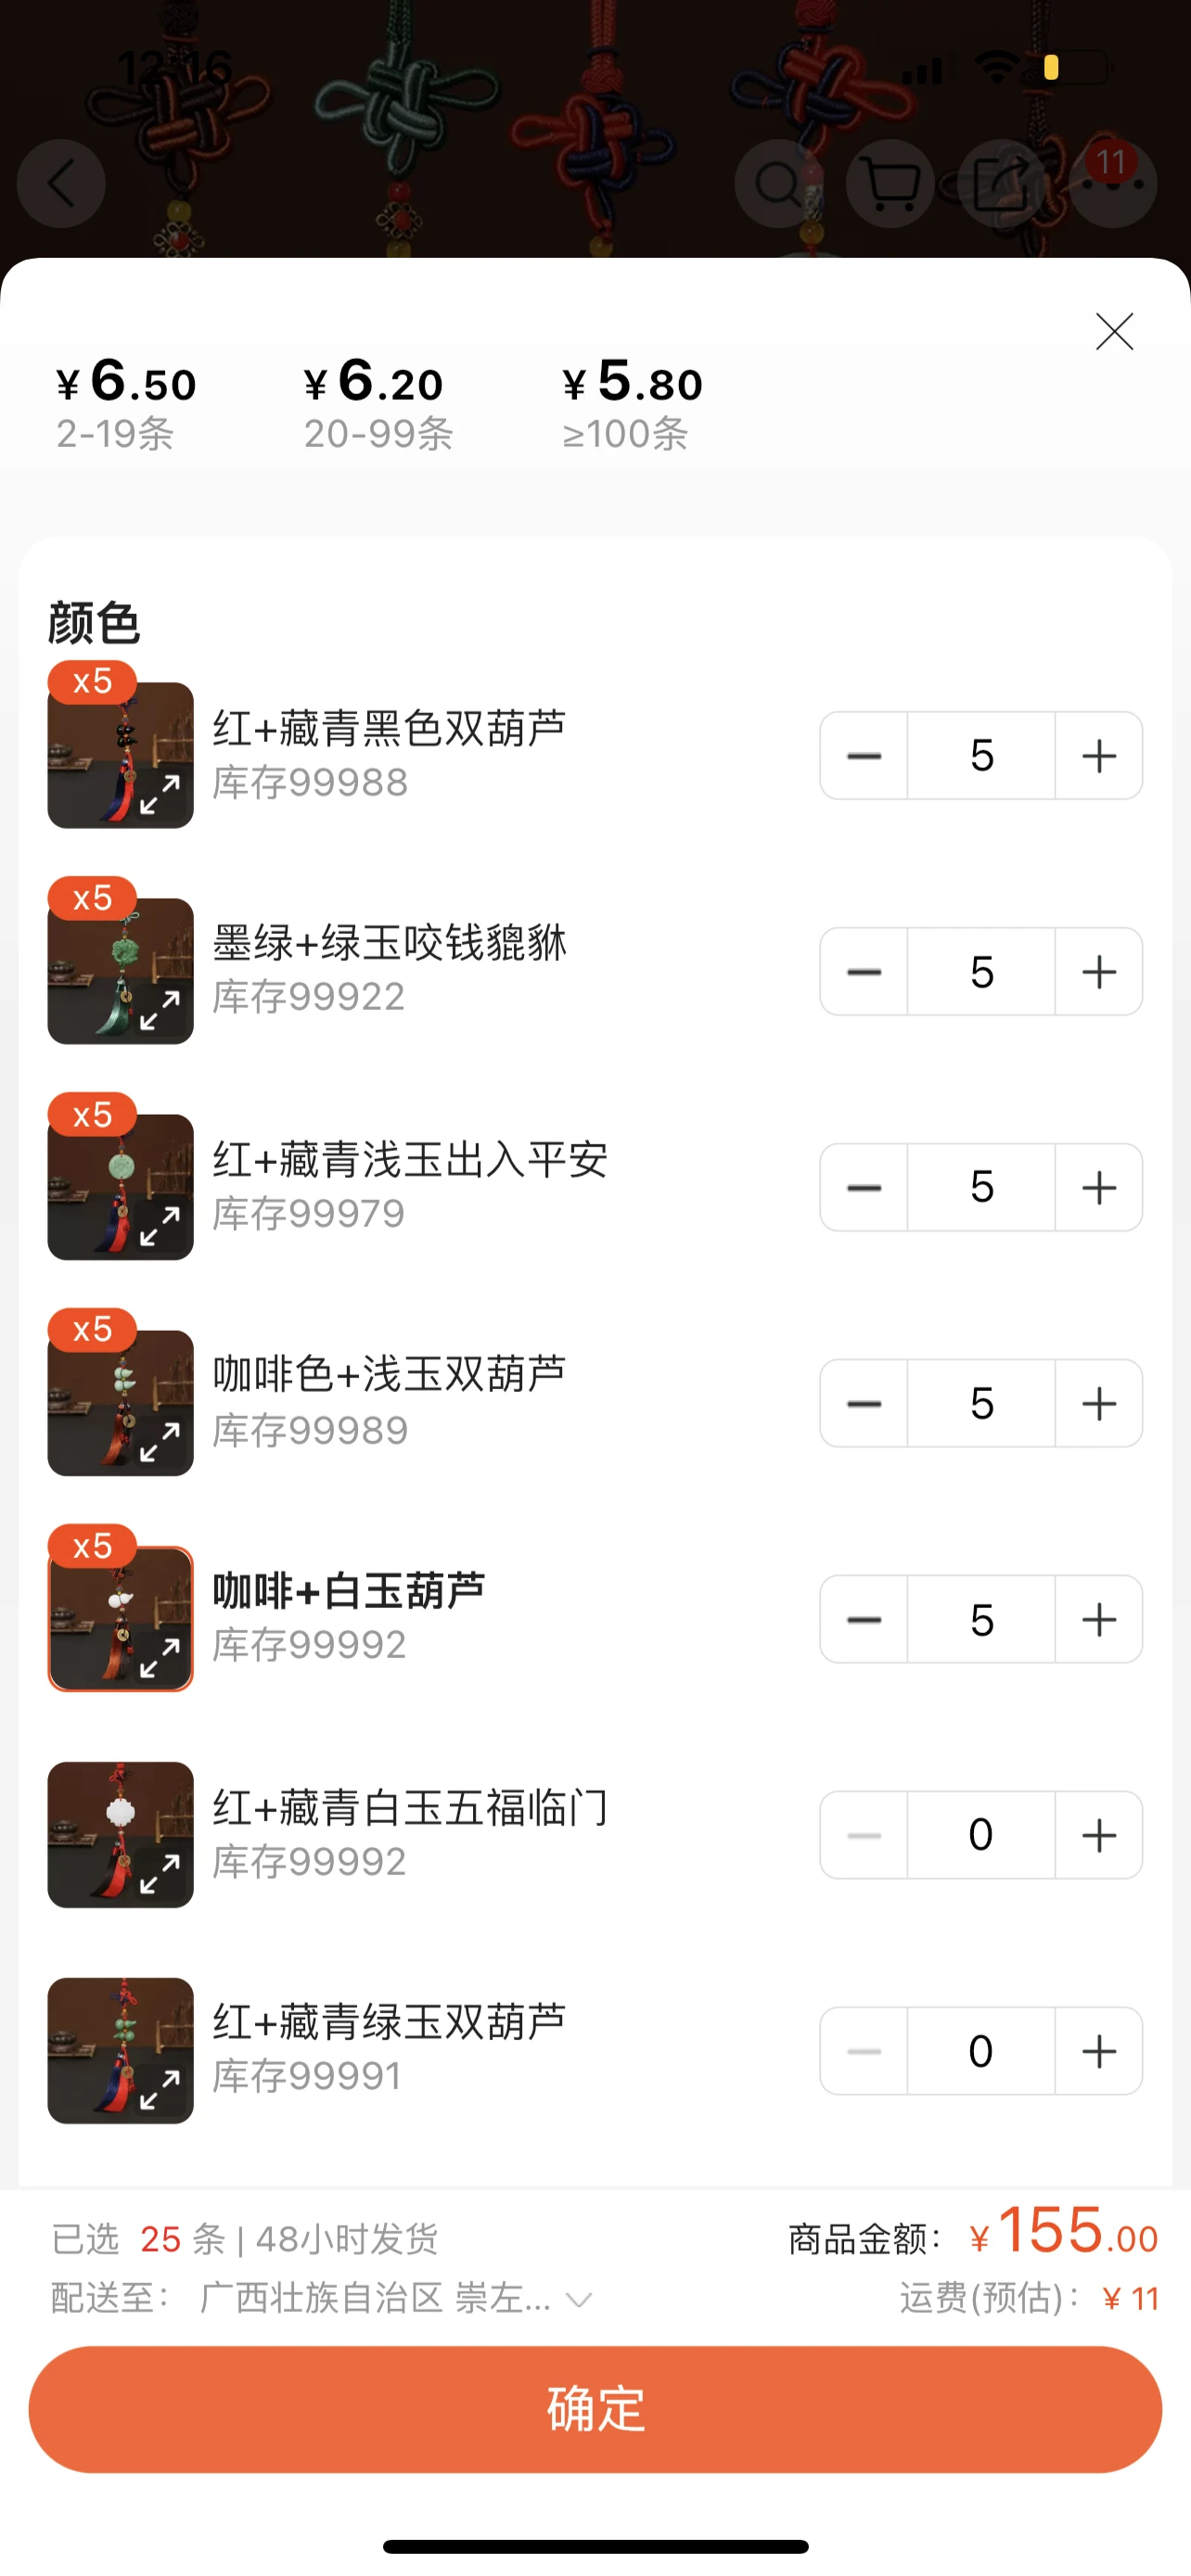 12:16
11
¥6.50 ¥6.20 ¥5.80
2-19条 20-99条 ≥100条
颜色
x5
红+藏青黑色双葫芦
库存99988
5
x5
墨绿+绿玉咬钱貔貅
库存99922
5
x5
红+藏青浅玉出入平安
库存99979
5
x5
咖啡色+浅玉双葫芦
库存99989
5
x5
咖啡+白玉葫芦
库存99992
5
红+藏青白玉五福临门
库存99992
0
红+藏青绿玉双葫芦
库存99991
0
已选 25 条 | 48小时发货 商品金额：¥155.00
配送至：广西壮族自治区 崇左... 运费(预估)：¥11
确定